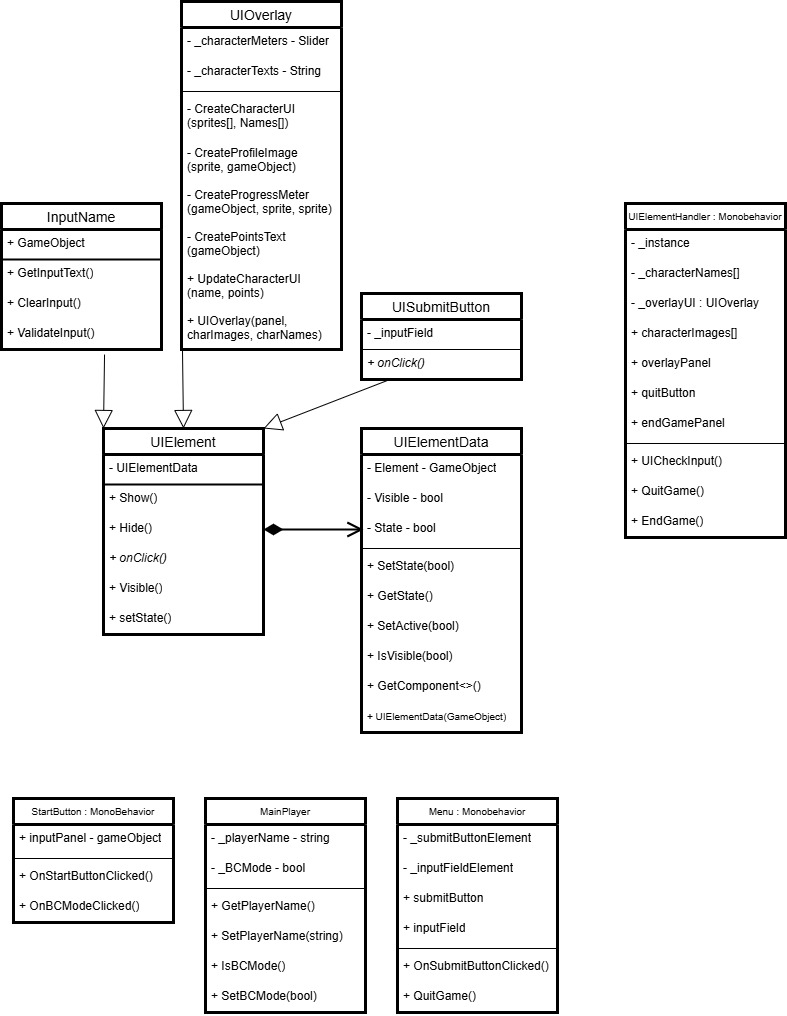 UIOverlay
- _characterMeters - Slider
- _characterTexts - String
- CreateCharacterUI
(sprites[], Names[])
- CreateProfileImage
(sprite, gameObject)
- CreateProgressMeter
(gameObject, sprite, sprite)
- CreatePointsText
(gameObject)
+ UpdateCharacterUI
(name, points)
+ UIOverlay(panel,
charImages, charNames)
InputName
+ GameObject
+ GetInputText()
+ ClearInput()
+ ValidateInput()
UISubmitButton
- _inputField
+ onClick()
UIElementHandler : Monobehavior
- _instance
- _characterNames[]
- _overlayUI : UIOverlay
+ characterImages[]
+ overlayPanel
+ quitButton
+ endGamePanel
+ UICheckInput()
+ QuitGame()
+ EndGame()
UIElement
- UIElementData
+ Show()
+ Hide()
+ onClick()
+ Visible()
+ setState()
UIElementData
- Element - GameObject
- Visible - bool
- State - bool
+ SetState(bool)
+ GetState()
+ SetActive(bool)
+ IsVisible(bool)
+ GetComponent<>()
+ UIElementData(GameObject)
StartButton : MonoBehavior
+ inputPanel - gameObject
+ OnStartButtonClicked()
+ OnBCModeClicked()
MainPlayer
- _playerName - string
- _BCMode - bool
+ GetPlayerName()
+ SetPlayerName(string)
+ IsBCMode()
+ SetBCMode(bool)
Menu : Monobehavior
- _submitButtonElement
- _inputFieldElement
+ submitButton
+ inputField
+ OnSubmitButtonClicked()
+ QuitGame()